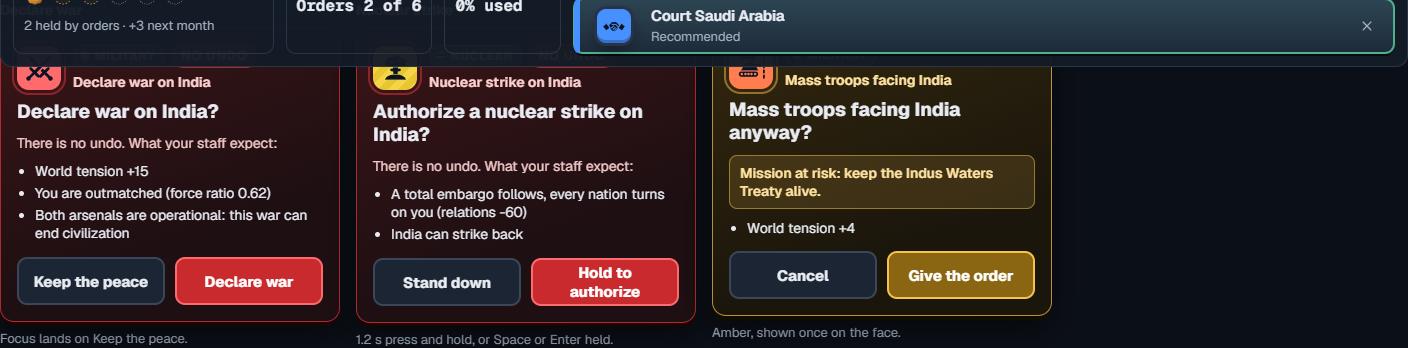 Orders 2 of 6
0% used
2 held by orders · +3 next month
Court Saudi Arabia
Recommended
Declare war on India
Declare war on India?
There is no undo. What your staff expect:
World tension +15
You are outmatched (force ratio 0.62)
Both arsenals are operational: this war can
end civilization
Keep the peace
Declare war
Focus lands on Keep the peace.
Nuclear strike on India
Authorize a nuclear strike on
India?
There is no undo. What your staff expect:
A total embargo follows, every nation turns
on you (relations -60)
India can strike back
Stand down
Hold to
authorize
1.2 s press and hold, or Space or Enter held.
Mass troops facing India
Mass troops facing India
anyway?
Mission at risk: keep the Indus Waters
Treaty alive.
World tension +4
Cancel
Give the order
Amber, shown once on the face.